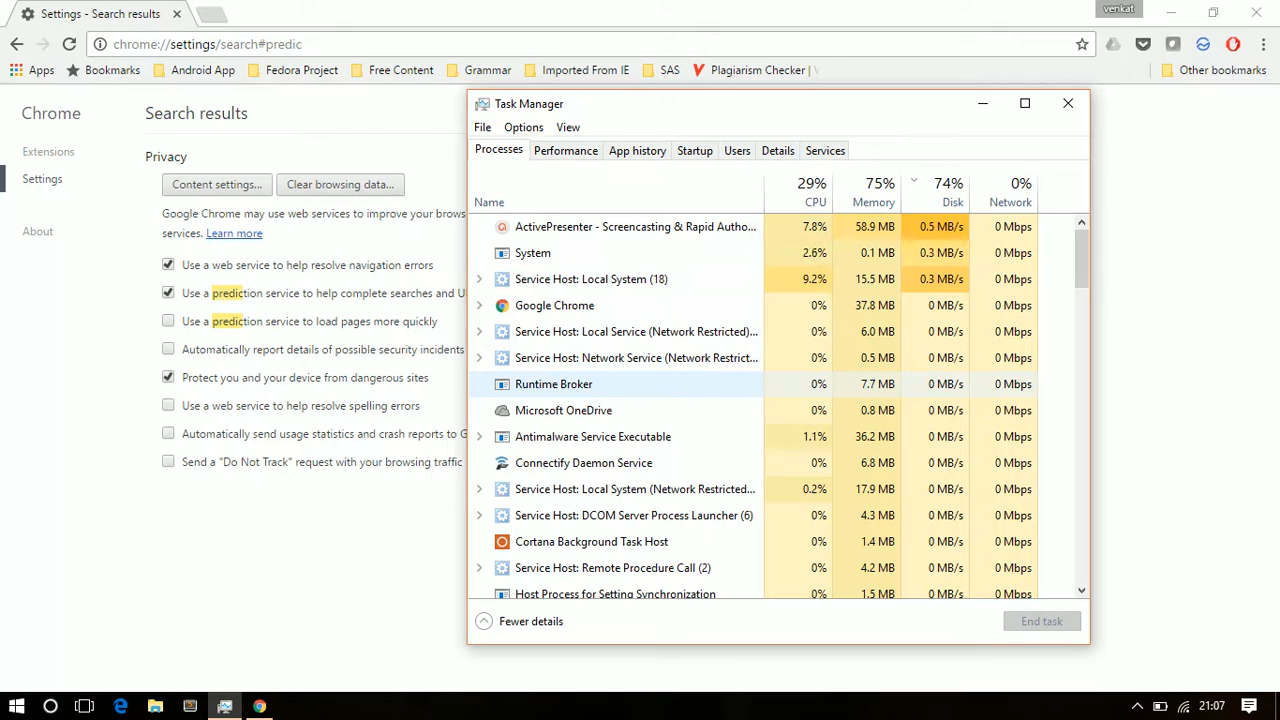 Settings - Search results
venkat
chrome://settings/search#predic
Apps
Bookmarks
Android App
Fedora Project
Free Content
Grammar
Imported From IE
SAS
Plagiarism Checker |
Other bookmarks
Chrome
Extensions
Settings
About
Search results
Privacy
Content settings...
Clear browsing data...
Google Chrome may use web services to improve your brows
services. Learn more
Use a web service to help resolve navigation errors
Use a prediction service to help complete searches and U
Use a prediction service to load pages more quickly
Automatically report details of possible security incidents
Protect you and your device from dangerous sites
Use a web service to help resolve spelling errors
Automatically send usage statistics and crash reports to G
Send a "Do Not Track" request with your browsing traffic
Task Manager
File Options View
Processes Performance App history Startup Users Details Services
29% 75% 74% 0%
Name CPU Memory Disk Network
ActivePresenter - Screencasting & Rapid Autho... 7.8% 58.9 MB 0.5 MB/s 0 Mbps
System 2.6% 0.1 MB 0.3 MB/s 0 Mbps
Service Host: Local System (18) 9.2% 15.5 MB 0.3 MB/s 0 Mbps
Google Chrome 0% 37.8 MB 0 MB/s 0 Mbps
Service Host: Local Service (Network Restricted)... 0% 6.0 MB 0 MB/s 0 Mbps
Service Host: Network Service (Network Restrict... 0% 0.5 MB 0 MB/s 0 Mbps
Runtime Broker 0% 7.7 MB 0 MB/s 0 Mbps
Microsoft OneDrive 0% 0.8 MB 0 MB/s 0 Mbps
Antimalware Service Executable 1.1% 36.2 MB 0 MB/s 0 Mbps
Connectify Daemon Service 0% 6.8 MB 0 MB/s 0 Mbps
Service Host: Local System (Network Restricted... 0.2% 17.9 MB 0 MB/s 0 Mbps
Service Host: DCOM Server Process Launcher (6) 0% 4.3 MB 0 MB/s 0 Mbps
Cortana Background Task Host 0% 1.4 MB 0 MB/s 0 Mbps
Service Host: Remote Procedure Call (2) 0% 4.2 MB 0 MB/s 0 Mbps
Host Process for Setting Synchronization 0% 1.5 MB 0 MB/s 0 Mbps
Fewer details
End task
21:07